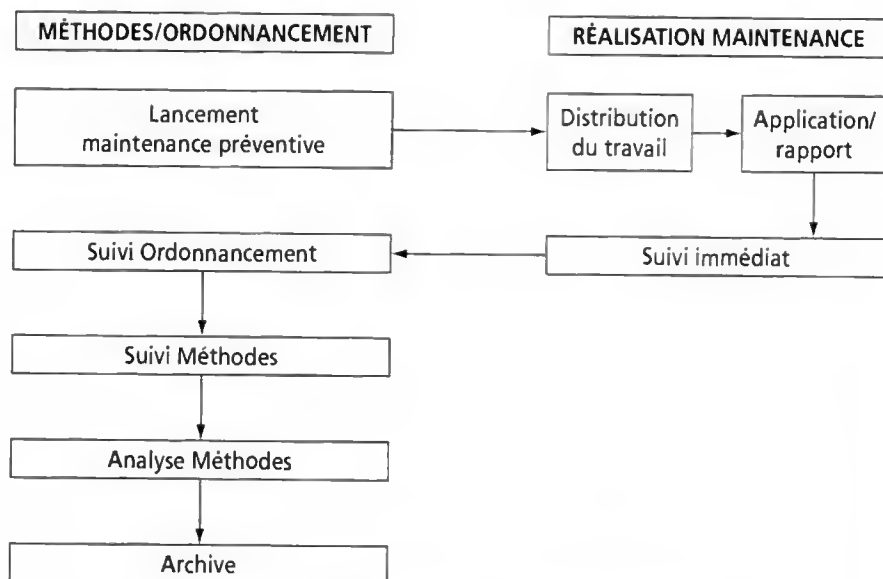 MÉTHODES/ORDONNANCEMENT
RÉALISATION MAINTENANCE
Lancement
maintenance préventive
Distribution
du travail
Application/
rapport
Suivi Ordonnancement
Suivi immédiat
Suivi Méthodes
Analyse Méthodes
Archive